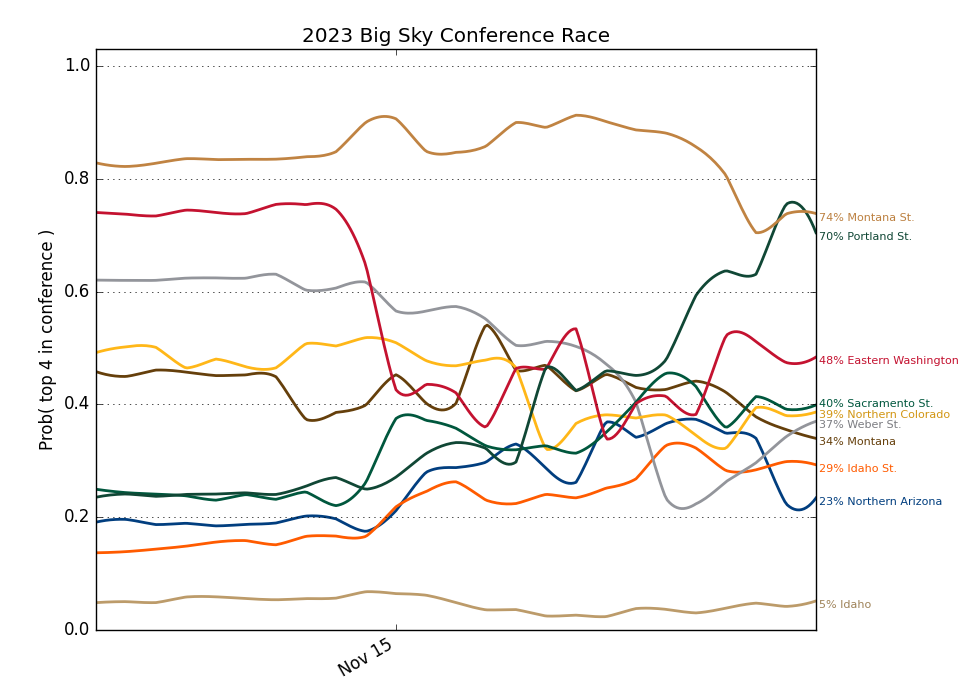 2023 Big Sky Conference Race
Prob( top 4 in conference )
1.0
0.8
0.6
0.4
0.2
0.0
Nov 15
74% Montana St.
70% Portland St.
48% Eastern Washington
40% Sacramento St.
39% Northern Colorado
37% Weber St.
34% Montana
29% Idaho St.
23% Northern Arizona
5% Idaho